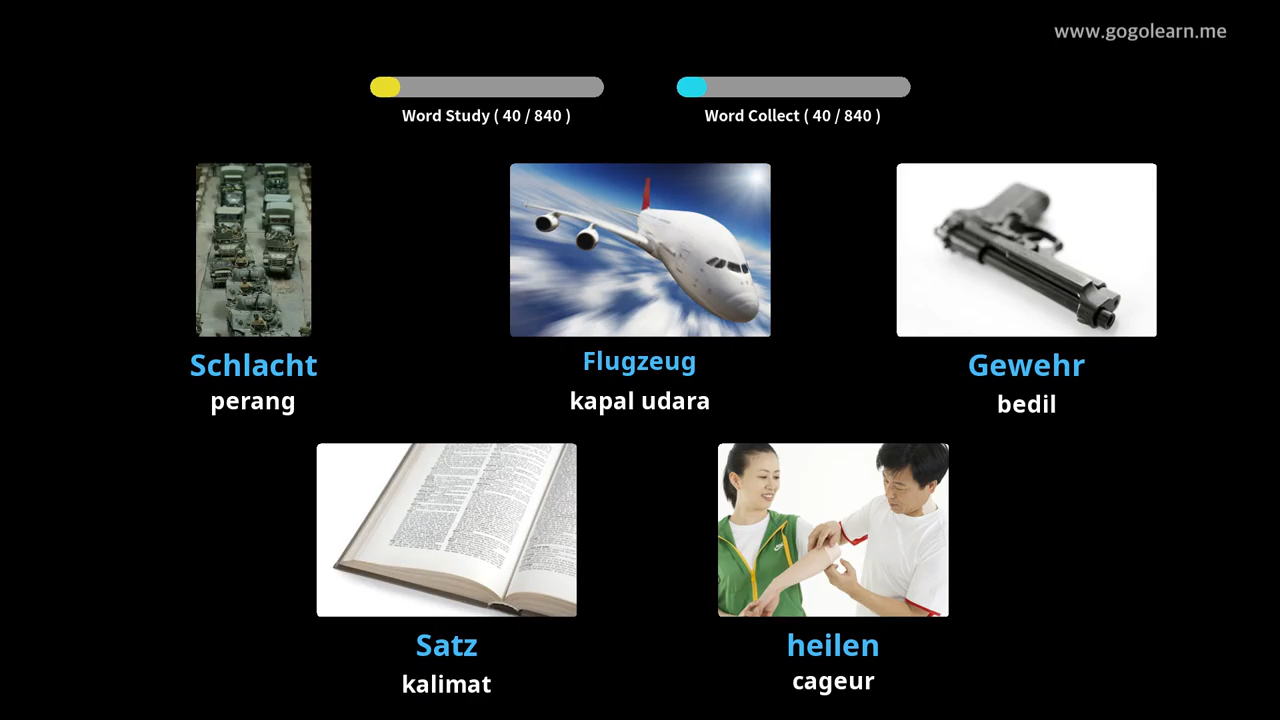 www.gogolearn.me
Word Study ( 40 / 840 )
Word Collect ( 40 / 840 )
Schlacht
perang
Flugzeug
kapal udara
Gewehr
bedil
Satz
kalimat
heilen
cageur